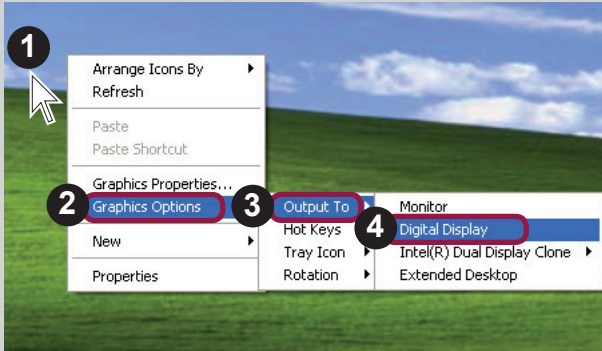 1
Arrange Icons By
Refresh
Paste
Paste Shortcut
Graphics Properties...
2 Graphics Options
New
Properties
3 Output To
Hot Keys
Tray Icon
Rotation
Monitor
4 Digital Display
Intel(R) Dual Display Clone
Extended Desktop